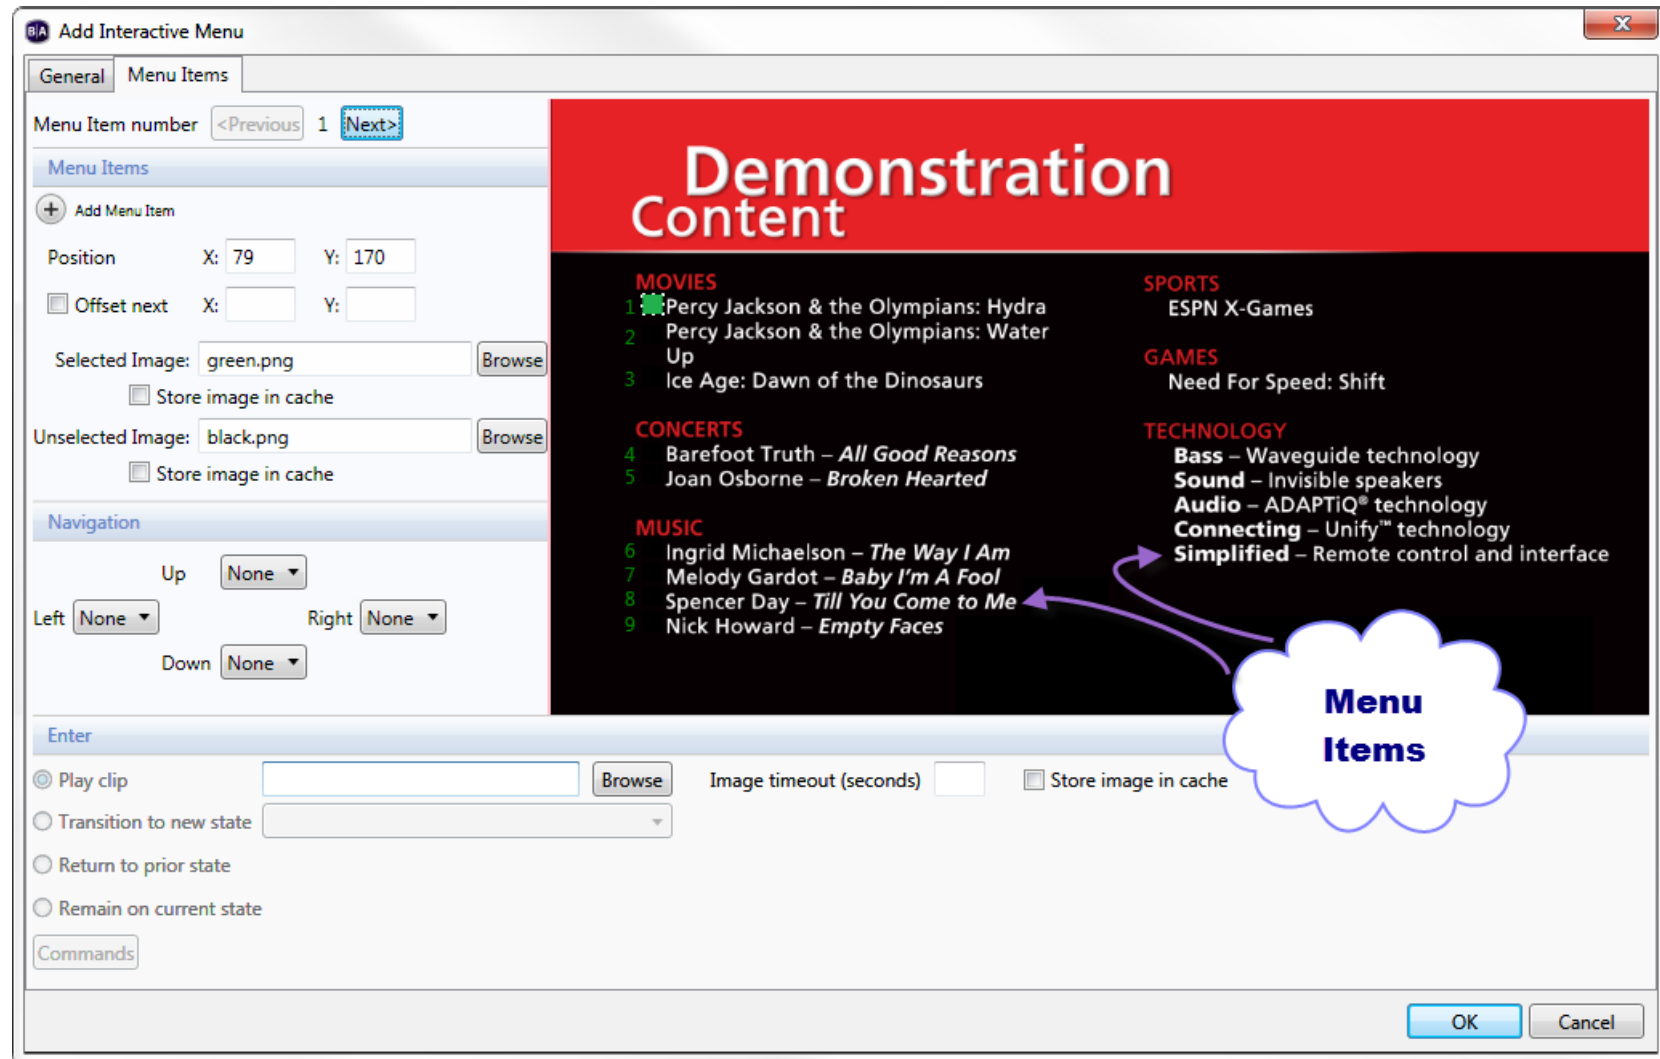 B|A Add Interactive Menu
X
General Menu Items
Menu Item number <Previous 1 Next>
Menu Items
+ Add Menu Item
Position X: 79 Y: 170
Offset next X: Y:
Selected Image: green.png Browse
Store image in cache
Unselected Image: black.png Browse
Store image in cache
Navigation
Up None
Left None Right None
Down None
Demonstration
Content
MOVIES
1 Percy Jackson & the Olympians: Hydra
2 Percy Jackson & the Olympians: Water
Up
3 Ice Age: Dawn of the Dinosaurs
CONCERTS
4 Barefoot Truth – All Good Reasons
5 Joan Osborne – Broken Hearted
MUSIC
6 Ingrid Michaelson – The Way I Am
7 Melody Gardot – Baby I'm A Fool
8 Spencer Day – Till You Come to Me
9 Nick Howard – Empty Faces
SPORTS
ESPN X-Games
GAMES
Need For Speed: Shift
TECHNOLOGY
Bass – Waveguide technology
Sound – Invisible speakers
Audio – ADAPTiQ® technology
Connecting – Unify™ technology
Simplified – Remote control and interface
Menu
Items
Enter
Play clip Browse Image timeout (seconds) Store image in cache
Transition to new state
Return to prior state
Remain on current state
Commands
OK Cancel